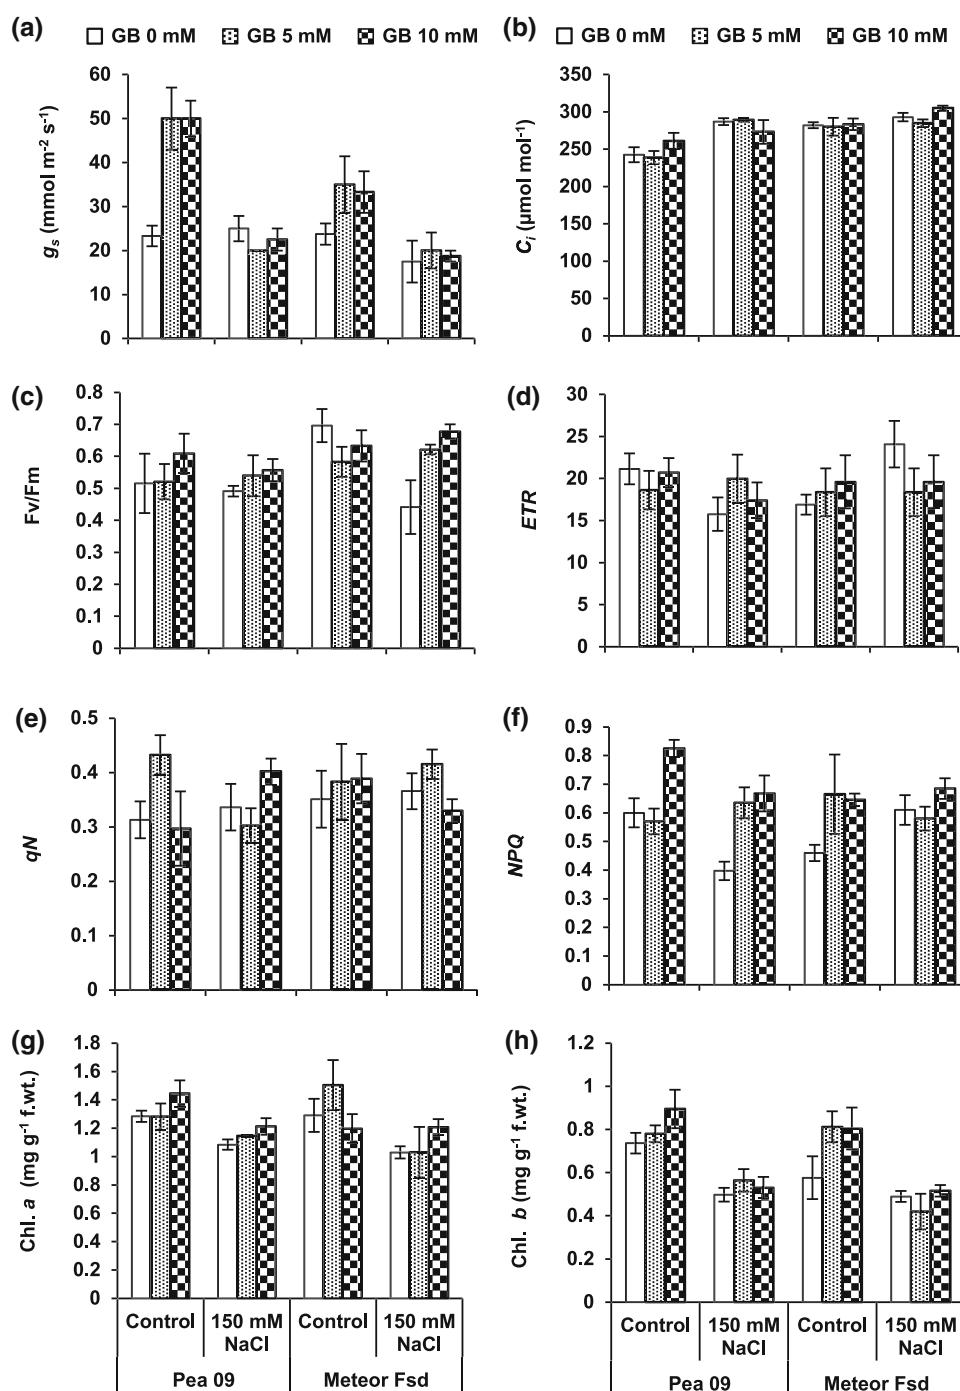 (a) GB 0 mM GB 5 mM GB 10 mM
60
50
40
30
20
10
0
gs (mmol m⁻² s⁻¹)
(b) GB 0 mM GB 5 mM GB 10 mM
350
300
250
200
150
100
50
0
Ci (µmol mol⁻¹)
(c)
0.8
0.7
0.6
0.5
0.4
0.3
0.2
0.1
0
Fv/Fm
(d)
30
25
20
15
10
5
0
ETR
(e)
0.5
0.4
0.3
0.2
0.1
0
qN
(f)
0.9
0.8
0.7
0.6
0.5
0.4
0.3
0.2
0.1
0
NPQ
(g)
1.8
1.6
1.4
1.2
1
0.8
0.6
0.4
0.2
0
Chl. a (mg g⁻¹ f.wt.)
Control
150 mM
NaCl
Control
150 mM
NaCl
Pea 09
Meteor Fsd
(h)
1.2
1
0.8
0.6
0.4
0.2
0
Chl. b (mg g⁻¹ f.wt.)
Control
150 mM
NaCl
Control
150 mM
NaCl
Pea 09
Meteor Fsd